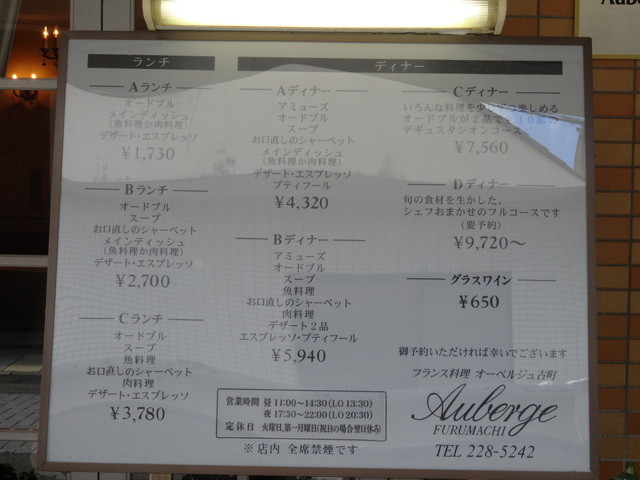 ランチ
Aランチ
オードブル
メインディッシュ
(魚料理か肉料理)
デザート・エスプレッソ
¥1,730
Bランチ
オードブル
スープ
お口直しのシャーベット
メインディッシュ
(魚料理か肉料理)
デザート・エスプレッソ
¥2,700
Cランチ
オードブル
スープ
魚料理
お口直しのシャーベット
肉料理
デザート・エスプレッソ
¥3,780
ディナー
Aディナー
アミューズ
オードブル
スープ
お口直しのシャーベット
メインディッシュ
(魚料理か肉料理)
デザート・エスプレッソ
プティフール
¥4,320
Bディナー
アミューズ
オードブル
スープ
魚料理
お口直しのシャーベット
肉料理
デザート2品
エスプレッソ・プティフール
¥5,940
Cディナー
いろんな料理を少しずつ楽しめる
オードブルが2品で
デギュスタシオンコース
¥7,560
Dディナー
旬の食材を生かした。
シェフおまかせのフルコースです
(要予約)
¥9,720〜
グラスワイン
¥650
御予約いただければ幸いでございます
フランス料理 オーベルジュ古町
Auberge
FURUMACHI
TEL 228-5242
営業時間 昼 11:00〜14:30(LO 13:30)
夜 17:30〜22:00(LO 20:30)
定休日 火曜日、第一月曜日(祝日の場合翌日休み)
※店内 全席禁煙です